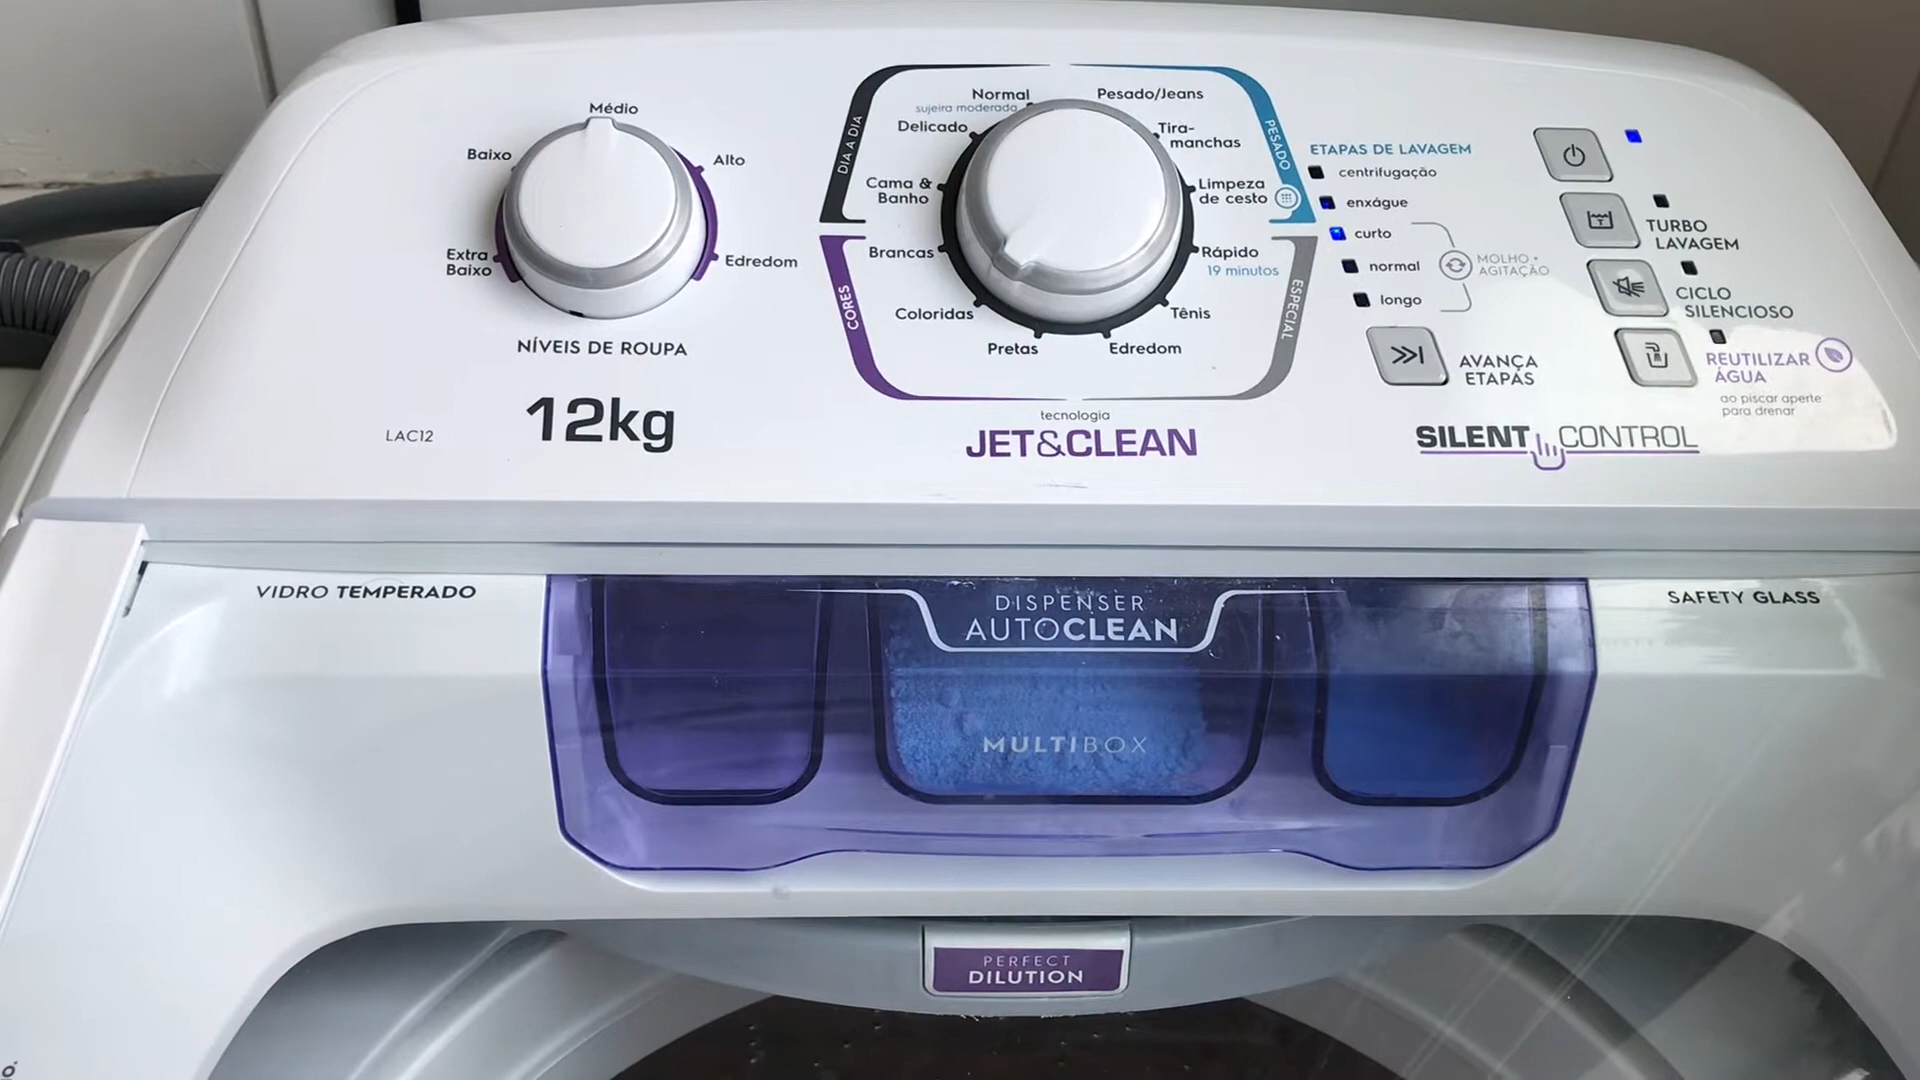 Médio
Baixo
Alto
Extra
Baixo
Edredom
NÍVEIS DE ROUPA
12kg
LAC12
DIA A DIA
Normal
sujeira moderada
Delicado
Cama &
Banho
Brancas
Coloridas
Pretas
CORES
Pesado/Jeans
Tira-
manchas
Limpeza
de cesto
PESADO
Rápido
19 minutos
Tênis
Edredom
ESPECIAL
tecnologia
JET&CLEAN
ETAPAS DE LAVAGEM
centrifugação
enxágue
curto
normal
longo
MOLHO •
AGITAÇÃO
AVANÇA
ETAPAS
TURBO
LAVAGEM
CICLO
SILENCIOSO
REUTILIZAR
ÁGUA
ao piscar aperte
para drenar
SILENT CONTROL
VIDRO TEMPERADO
DISPENSER
AUTOCLEAN
MULTIBOX
SAFETY GLASS
PERFECT
DILUTION